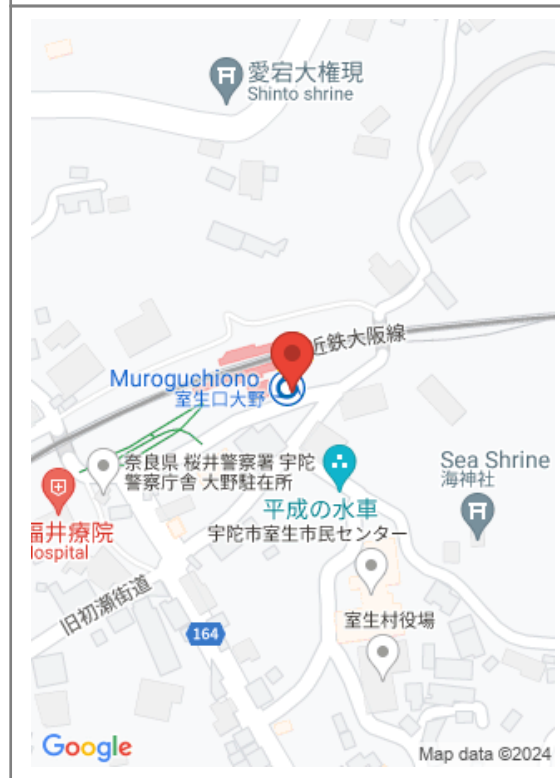 愛宕大権現
Shinto shrine
近鉄大阪線
Muroguchiono
室生口大野
奈良県 桜井警察署 宇陀
警察庁舎 大野駐在所
Sea Shrine
海神社
平成の水車
福井療院
Hospital
宇陀市室生市民センター
旧初瀬街道
室生村役場
164
Google
Map data ©2024